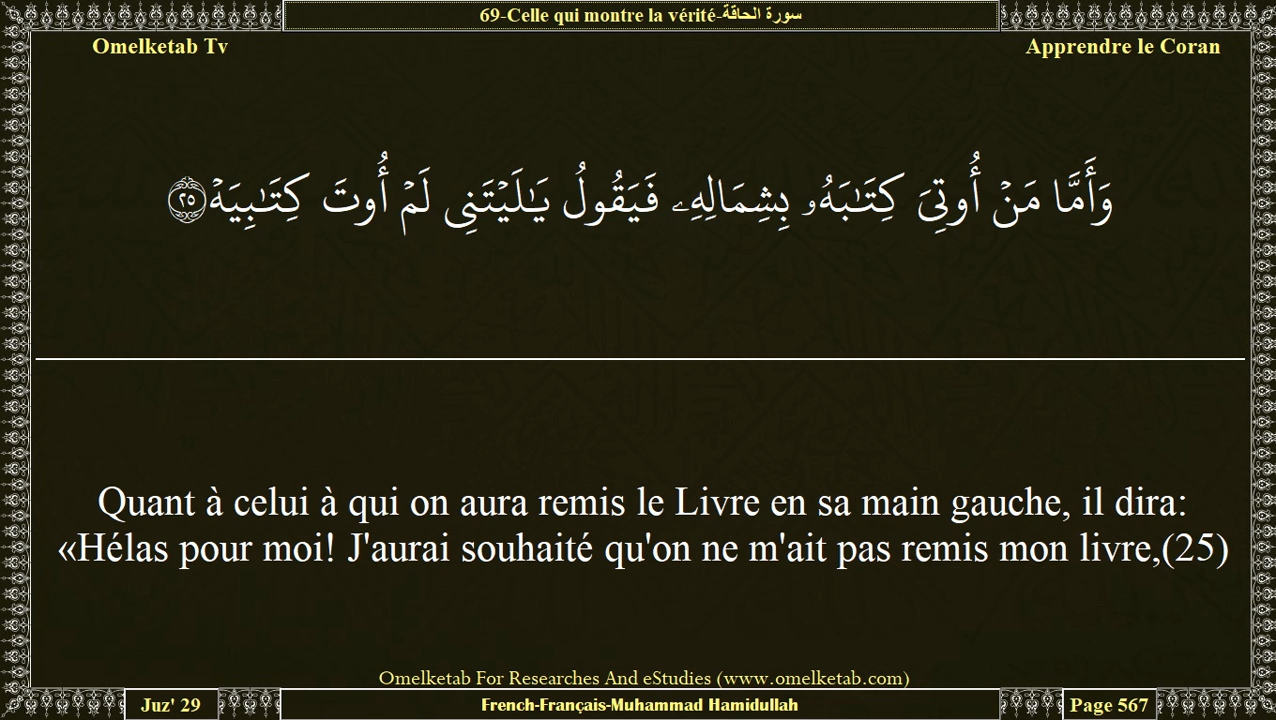 69-Celle qui montre la vérité-سورة الحاقة
Omelketab Tv
Apprendre le Coran
وَأَمَّا مَنۡ أُوتِيَ كِتَٰبَهُۥ بِشِمَالِهِۦ فَيَقُولُ يَٰلَيۡتَنِي لَمۡ أُوتَ كِتَٰبِيَهۡ ٢٥
Quant à celui à qui on aura remis le Livre en sa main gauche, il dira:
«Hélas pour moi! J'aurai souhaité qu'on ne m'ait pas remis mon livre,(25)
Omelketab For Researches And eStudies (www.omelketab.com)
Juz' 29
French-Français-Muhammad Hamidullah
Page 567